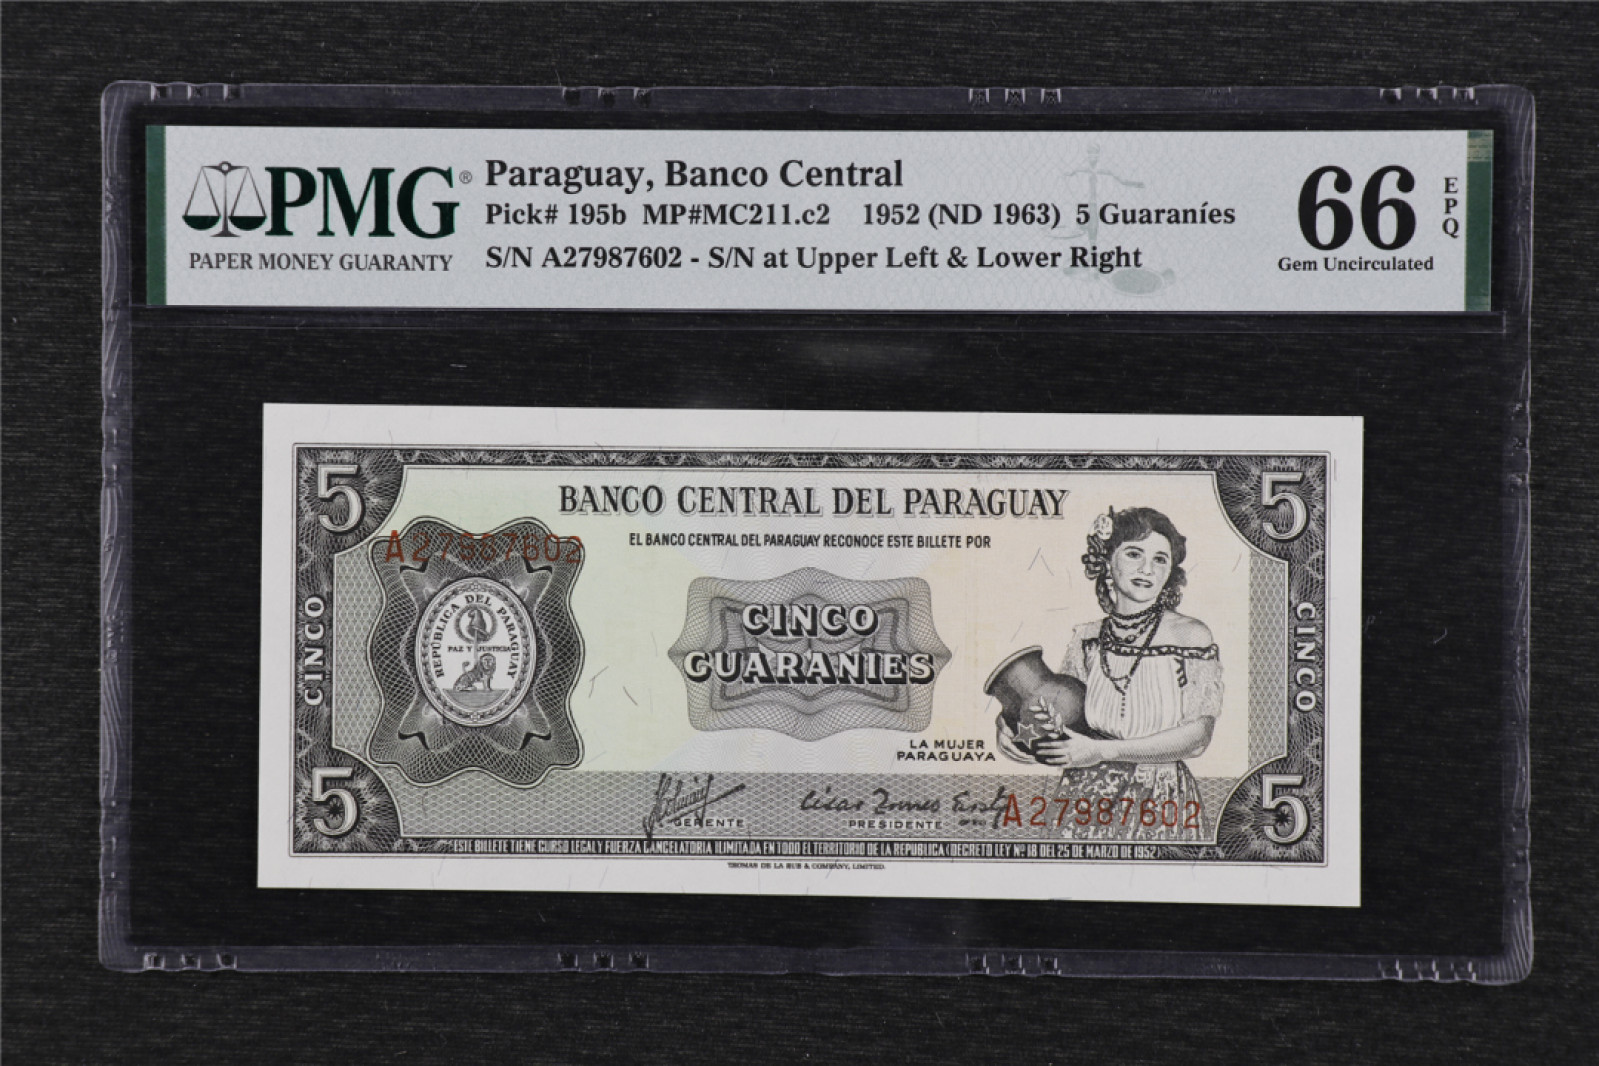 PMG®
PAPER MONEY GUARANTY
Paraguay, Banco Central
Pick# 195b MP#MC211.c2 1952 (ND 1963) 5 Guaraníes
S/N A27987602 - S/N at Upper Left & Lower Right
66 EPQ
Gem Uncirculated
5 5
BANCO CENTRAL DEL PARAGUAY
EL BANCO CENTRAL DEL PARAGUAY RECONOCE ESTE BILLETE POR
A27987602
REPUBLICA DEL PARAGUAY
PAZ Y JUSTICIA
CINCO
GUARANIES
CINCO CINCO
LA MUJER
PARAGUAYA
GERENTE
César Romeo
PRESIDENTE
A27987602
5 5
ESTE BILLETE TIENE CURSO LEGAL Y FUERZA CANCELATORIA ILIMITADA EN TODO EL TERRITORIO DE LA REPUBLICA (DECRETO LEY Nº 18 DEL 25 DE MARZO DE 1952)
THOMAS DE LA RUE & COMPANY, LIMITED.